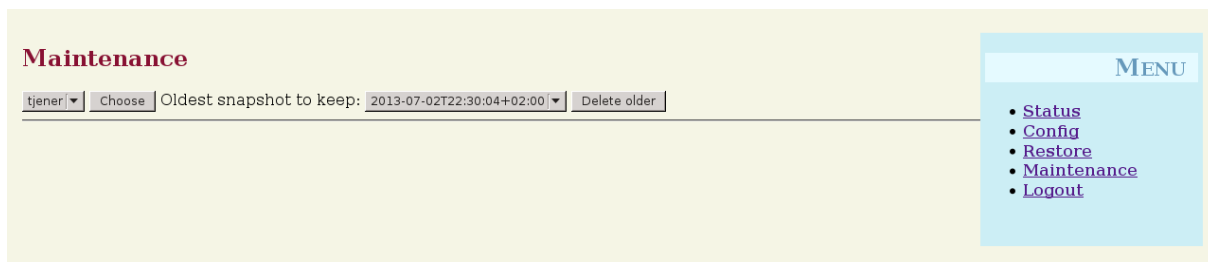 Maintenance
tjener Choose Oldest snapshot to keep: 2013-07-02T22:30:04+02:00 Delete older
MENU
Status
Config
Restore
Maintenance
Logout